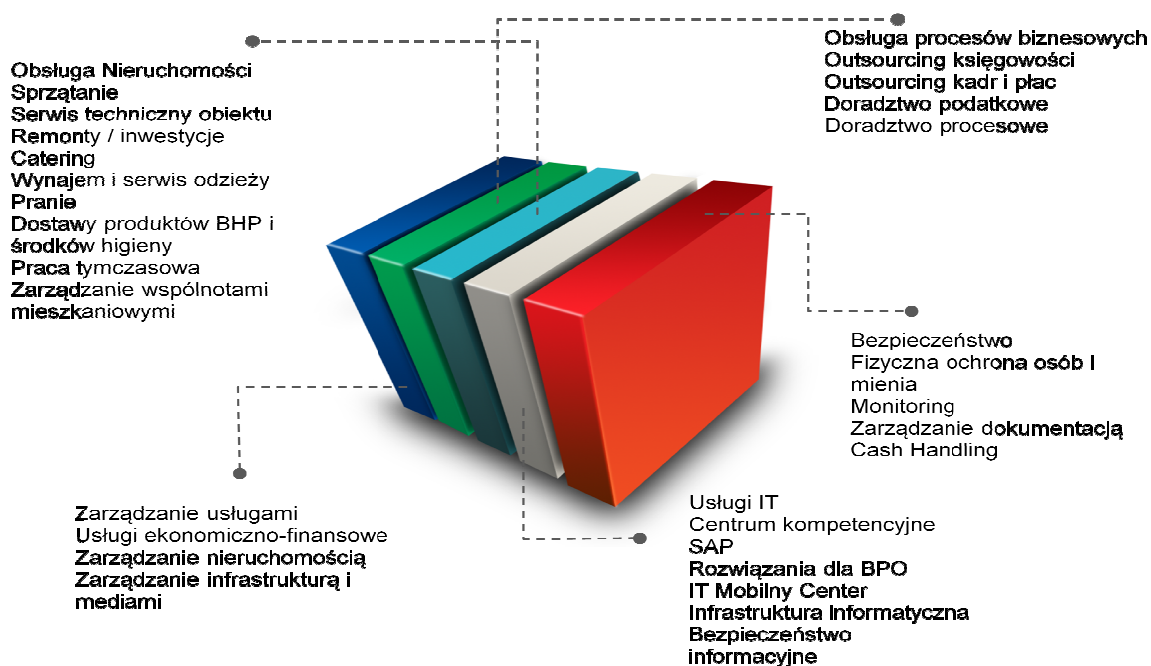 Obsługa Nieruchomości
Sprzątanie
Serwis techniczny obiektu
Remonty / inwestycje
Catering
Wynajem i serwis odzieży
Pranie
Dostawy produktów BHP i
środków higieny
Praca tymczasowa
Zarządzanie wspólnotami
mieszkaniowymi
Obsługa procesów biznesowych
Outsourcing księgowości
Outsourcing kadr i płac
Doradztwo podatkowe
Doradztwo procesowe
Bezpieczeństwo
Fizyczna ochrona osób I
mienia
Monitoring
Zarządzanie dokumentacją
Cash Handling
Zarządzanie usługami
Usługi ekonomiczno-finansowe
Zarządzanie nieruchomością
Zarządzanie infrastrukturą i
mediami
Usługi IT
Centrum kompetencyjne
SAP
Rozwiązania dla BPO
IT Mobilny Center
Infrastruktura Informatyczna
Bezpieczeństwo
informacyjne